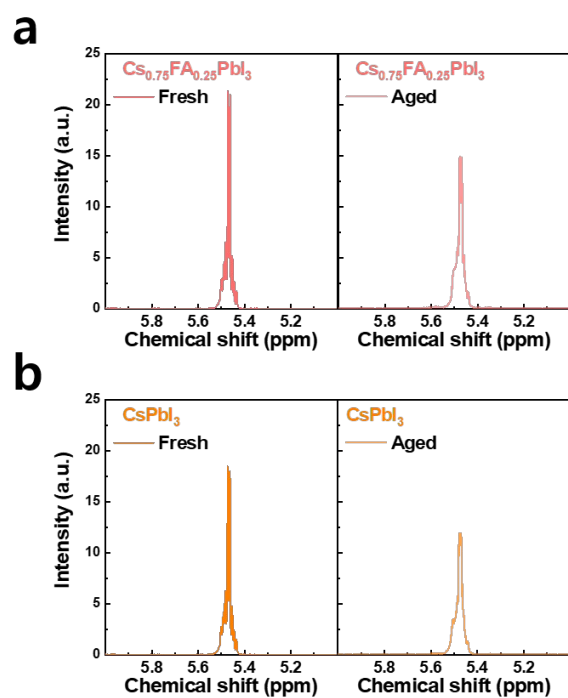 a
Cs₀.₇₅FA₀.₂₅PbI₃
Fresh
Cs₀.₇₅FA₀.₂₅PbI₃
Aged
Intensity (a.u.)
25
20
15
10
5
0
5.8 5.6 5.4 5.2
5.8 5.6 5.4 5.2
Chemical shift (ppm)
Chemical shift (ppm)
b
CsPbI₃
Fresh
CsPbI₃
Aged
Intensity (a.u.)
25
20
15
10
5
0
5.8 5.6 5.4 5.2
5.8 5.6 5.4 5.2
Chemical shift (ppm)
Chemical shift (ppm)